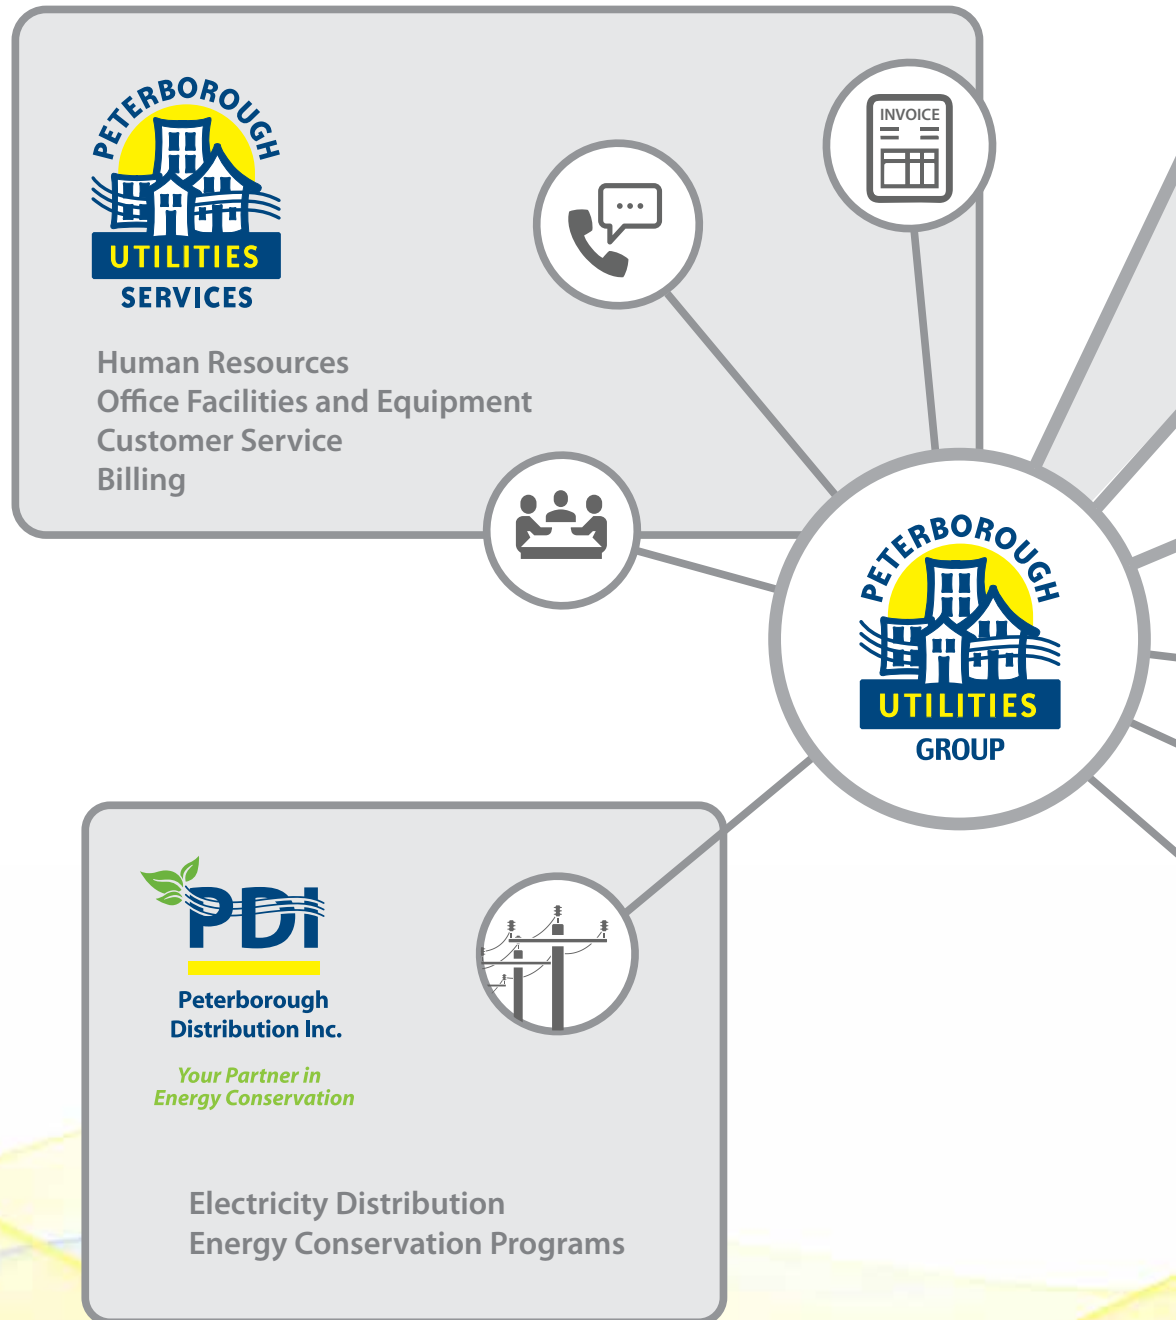 PETERBOROUGH
UTILITIES
SERVICES
Human Resources
Office Facilities and Equipment
Customer Service
Billing
INVOICE
PETERBOROUGH
UTILITIES
GROUP
PDI
Peterborough
Distribution Inc.
Your Partner in
Energy Conservation
Electricity Distribution
Energy Conservation Programs